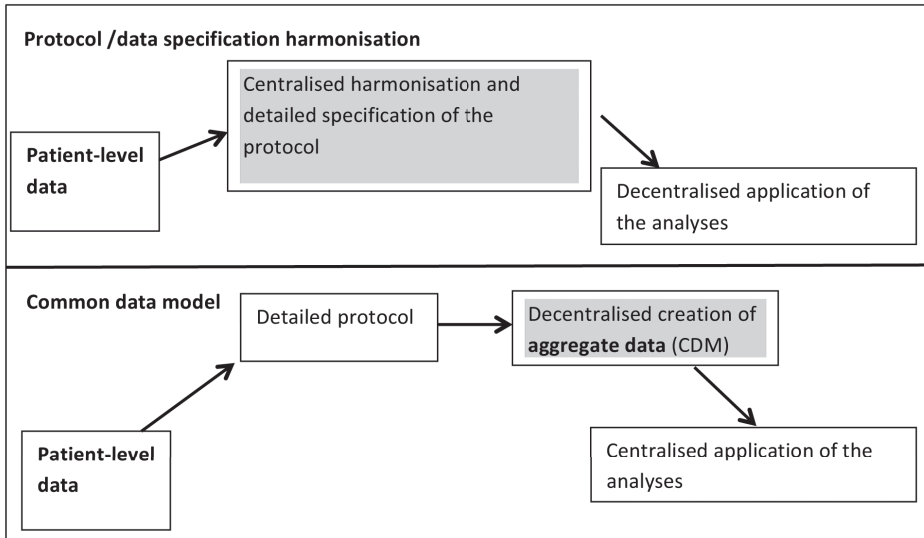 Protocol /data specification harmonisation
Centralised harmonisation and
detailed specification of the
protocol
Patient-level
data
Decentralised application of
the analyses
Common data model
Detailed protocol
Decentralised creation of
aggregate data (CDM)
Patient-level
data
Centralised application of the
analyses